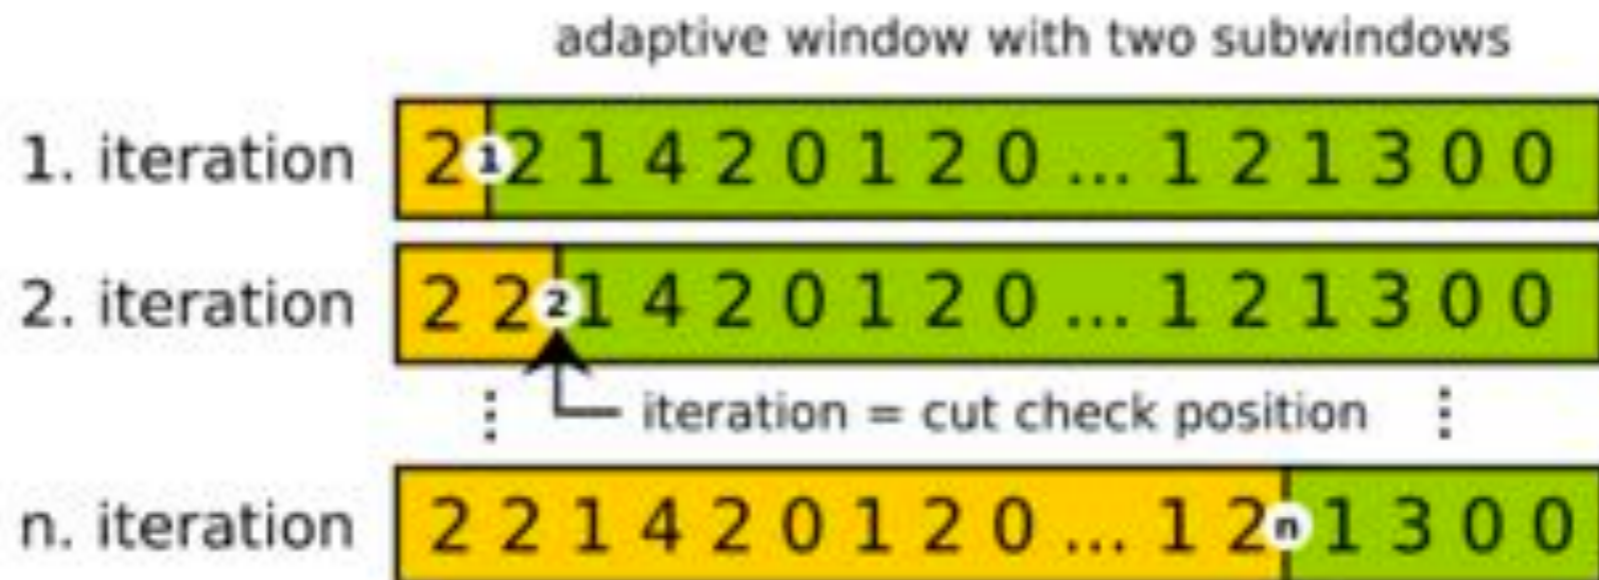 adaptive window with two subwindows
1. iteration 2 1 2 1 4 2 0 1 2 0 ... 1 2 1 3 0 0
2. iteration 2 2 2 1 4 2 0 1 2 0 ... 1 2 1 3 0 0
⋮ iteration = cut check position ⋮
n. iteration 2 2 1 4 2 0 1 2 0 ... 1 2 n 1 3 0 0